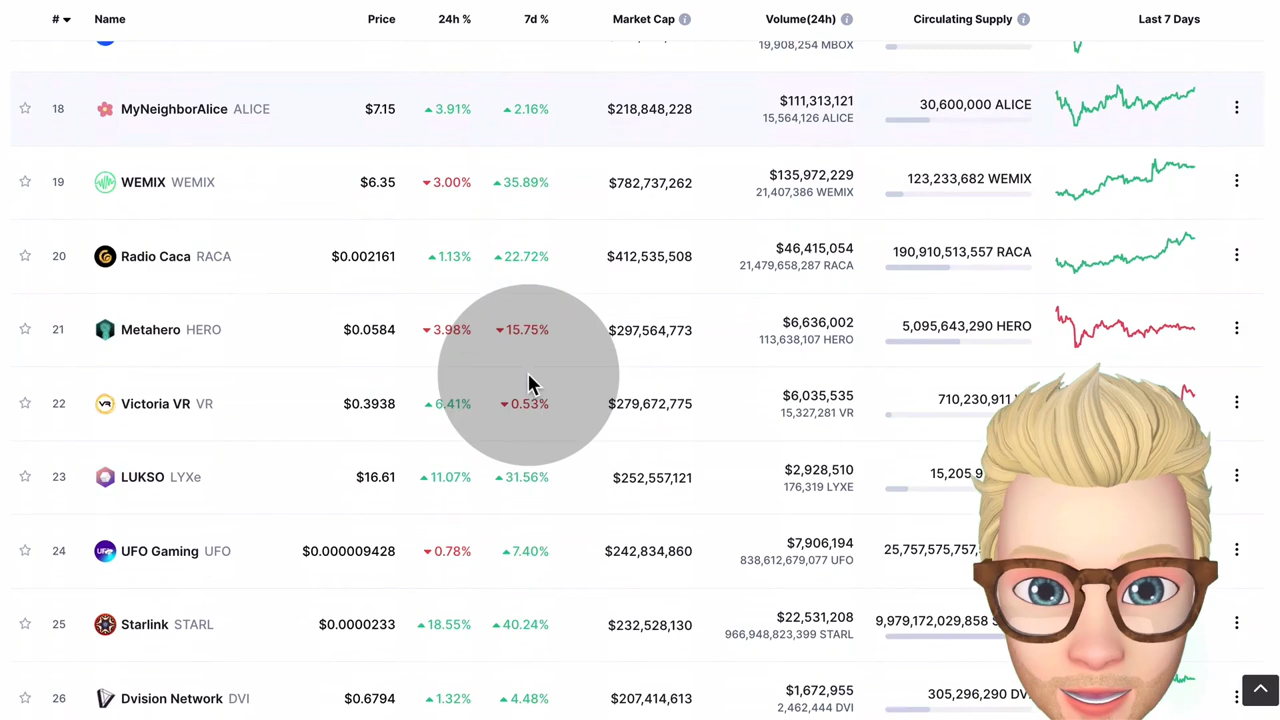 # Name Price 24h % 7d % Market Cap Volume(24h) Circulating Supply Last 7 Days
19,908,254 MBOX
18 MyNeighborAlice ALICE $7.15 3.91% 2.16% $218,848,228 $111,313,121 30,600,000 ALICE
15,564,126 ALICE
19 WEMIX WEMIX $6.35 3.00% 35.89% $782,737,262 $135,972,229 123,233,682 WEMIX
21,407,386 WEMIX
20 Radio Caca RACA $0.002161 1.13% 22.72% $412,535,508 $46,415,054 190,910,513,557 RACA
21,479,658,287 RACA
21 Metahero HERO $0.0584 3.98% 15.75% $297,564,773 $6,636,002 5,095,643,290 HERO
113,638,107 HERO
22 Victoria VR VR $0.3938 6.41% 0.53% $279,672,775 $6,035,535 710,230,911
15,327,281 VR
23 LUKSO LYXe $16.61 11.07% 31.56% $252,557,121 $2,928,510
176,319 LYXE
24 UFO Gaming UFO $0.000009428 0.78% 7.40% $242,834,860 $7,906,194 25,757,575,757,
838,612,679,077 UFO
25 Starlink STARL $0.0000233 18.55% 40.24% $232,528,130 $22,531,208 9,979,172,029,858
966,948,823,399 STARL
26 Dvision Network DVI $0.6794 1.32% 4.48% $207,414,613 $1,672,955 305,296,290 DVI
2,462,444 DVI